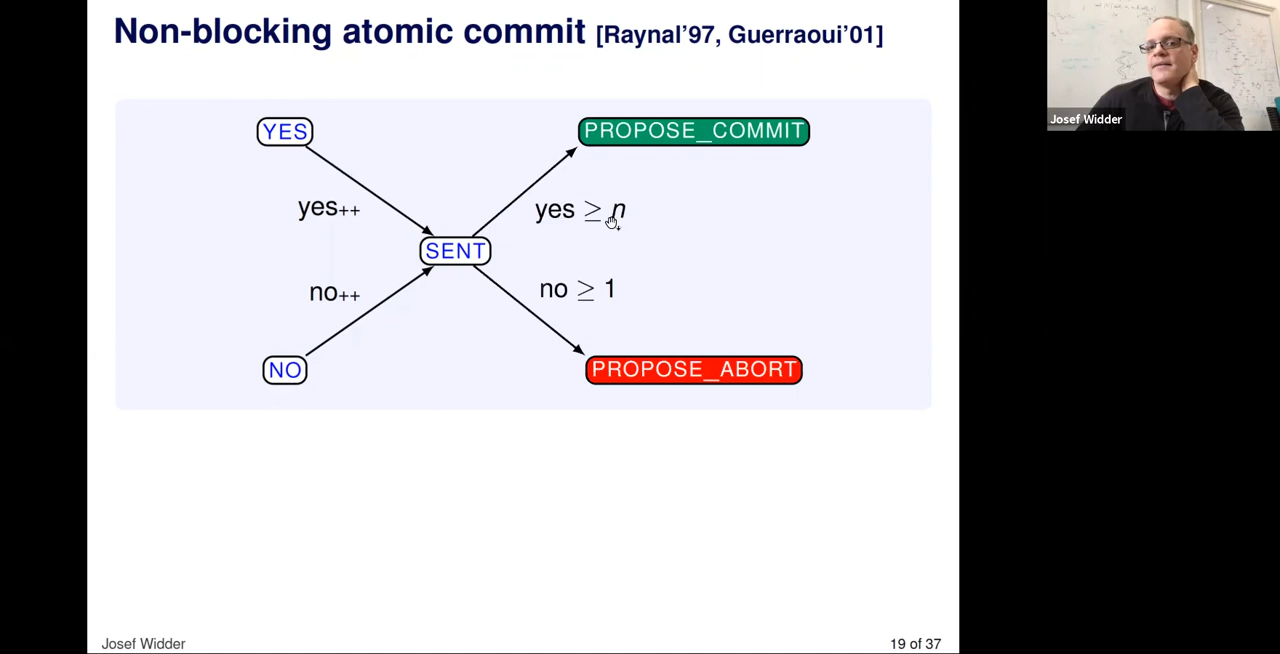 Non-blocking atomic commit [Raynal'97, Guerraoui'01]
YES
PROPOSE_COMMIT
yes++
yes ≥ n
SENT
no++
no ≥ 1
NO
PROPOSE_ABORT
Josef Widder
19 of 37
Josef Widder